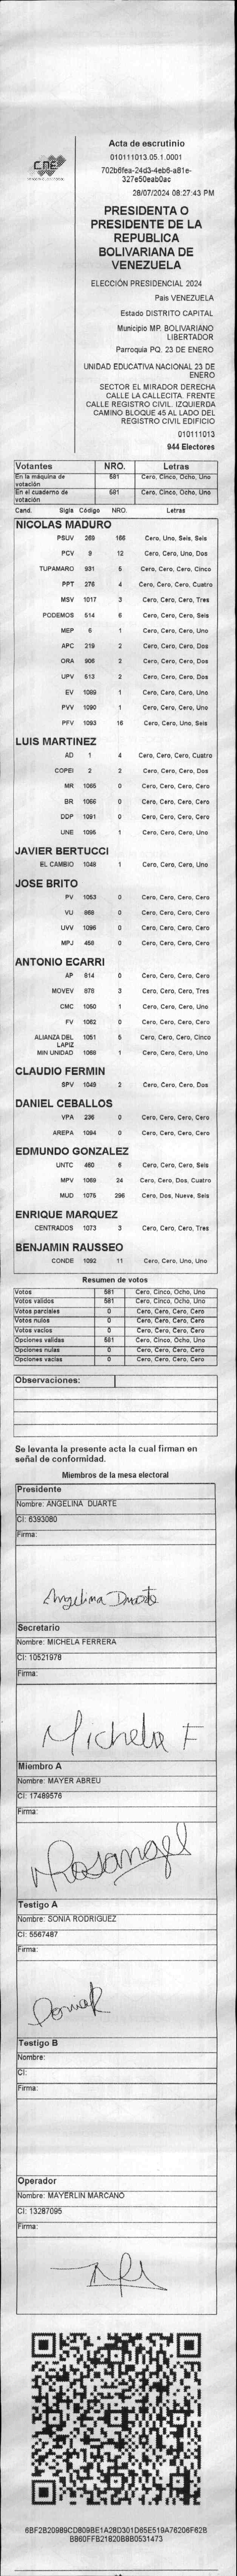 CNE
Acta de escrutinio
010111013.05.1.0001
702b6fea-24d3-4eb6-a81e-
327e50eab0ac
28/07/2024 08:27:43 PM
PRESIDENTA O
PRESIDENTE DE LA
REPUBLICA
BOLIVARIANA DE
VENEZUELA
ELECCIÓN PRESIDENCIAL 2024
Pais VENEZUELA
Estado DISTRITO CAPITAL
Municipio MP. BOLIVARIANO
LIBERTADOR
Parroquia PQ. 23 DE ENERO
UNIDAD EDUCATIVA NACIONAL 23 DE
ENERO
SECTOR EL MIRADOR DERECHA
CALLE LA CALLECITA. FRENTE
CALLE REGISTRO CIVIL. IZQUIERDA
CAMINO BLOQUE 45 AL LADO DEL
REGISTRO CIVIL EDIFICIO
010111013
944 Electores
Votantes NRO. Letras
En la máquina de votación 581 Cero, Cinco, Ocho, Uno
En el cuaderno de votación 581 Cero, Cinco, Ocho, Uno
Cand. Sigla Código NRO. Letras
NICOLAS MADURO
PSUV 269 166 Cero, Uno, Seis, Seis
PCV 9 12 Cero, Cero, Uno, Dos
TUPAMARO 931 5 Cero, Cero, Cero, Cinco
PPT 276 4 Cero, Cero, Cero, Cuatro
MSV 1017 3 Cero, Cero, Cero, Tres
PODEMOS 514 6 Cero, Cero, Cero, Seis
MEP 6 1 Cero, Cero, Cero, Uno
APC 219 2 Cero, Cero, Cero, Dos
ORA 906 2 Cero, Cero, Cero, Dos
UPV 613 2 Cero, Cero, Cero, Dos
EV 1089 1 Cero, Cero, Cero, Uno
PVV 1090 1 Cero, Cero, Cero, Uno
PFV 1093 16 Cero, Cero, Uno, Seis
LUIS MARTINEZ
AD 1 4 Cero, Cero, Cero, Cuatro
COPEI 2 2 Cero, Cero, Cero, Dos
MR 1065 0 Cero, Cero, Cero, Cero
BR 1066 0 Cero, Cero, Cero, Cero
DDP 1091 0 Cero, Cero, Cero, Cero
UNE 1095 1 Cero, Cero, Cero, Uno
JAVIER BERTUCCI
EL CAMBIO 1048 1 Cero, Cero, Cero, Uno
JOSE BRITO
PV 1053 0 Cero, Cero, Cero, Cero
VU 868 0 Cero, Cero, Cero, Cero
UVV 1096 0 Cero, Cero, Cero, Cero
MPJ 458 0 Cero, Cero, Cero, Cero
ANTONIO ECARRI
AP 814 0 Cero, Cero, Cero, Cero
MOVEV 878 3 Cero, Cero, Cero, Tres
CMC 1050 1 Cero, Cero, Cero, Uno
FV 1062 0 Cero, Cero, Cero, Cero
ALIANZA DEL LAPIZ 1051 5 Cero, Cero, Cero, Cinco
MIN UNIDAD 1068 1 Cero, Cero, Cero, Uno
CLAUDIO FERMIN
SPV 1049 2 Cero, Cero, Cero, Dos
DANIEL CEBALLOS
VPA 236 0 Cero, Cero, Cero, Cero
AREPA 1094 0 Cero, Cero, Cero, Cero
EDMUNDO GONZALEZ
UNTC 460 6 Cero, Cero, Cero, Seis
MPV 1069 24 Cero, Cero, Dos, Cuatro
MUD 1075 296 Cero, Dos, Nueve, Seis
ENRIQUE MARQUEZ
CENTRADOS 1073 3 Cero, Cero, Cero, Tres
BENJAMIN RAUSSEO
CONDE 1092 11 Cero, Cero, Uno, Uno
Resumen de votos
Votos 581 Cero, Cinco, Ocho, Uno
Votos validos 581 Cero, Cinco, Ocho, Uno
Votos parciales 0 Cero, Cero, Cero, Cero
Votos nulos 0 Cero, Cero, Cero, Cero
Votos vacios 0 Cero, Cero, Cero, Cero
Opciones validas 581 Cero, Cinco, Ocho, Uno
Opciones nulas 0 Cero, Cero, Cero, Cero
Opciones vacias 0 Cero, Cero, Cero, Cero
Observaciones:
Se levanta la presente acta la cual firman en
señal de conformidad.
Miembros de la mesa electoral
Presidente
Nombre: ANGELINA DUARTE
CI: 6393080
Firma:
Angelina Duarte
Secretario
Nombre: MICHELA FERRERA
CI: 10521978
Firma:
Michela F
Miembro A
Nombre: MAYER ABREU
CI: 17489576
Firma:
Rosangel
Testigo A
Nombre: SONIA RODRIGUEZ
CI: 5567487
Firma:
Testigo B
Nombre:
CI:
Firma:
Operador
Nombre: MAYERLIN MARCANO
CI: 13287095
Firma:
6BF2B20989CD809BE1A28D301D65E519A76206F62B
BB60FFB21B20B8B0531473